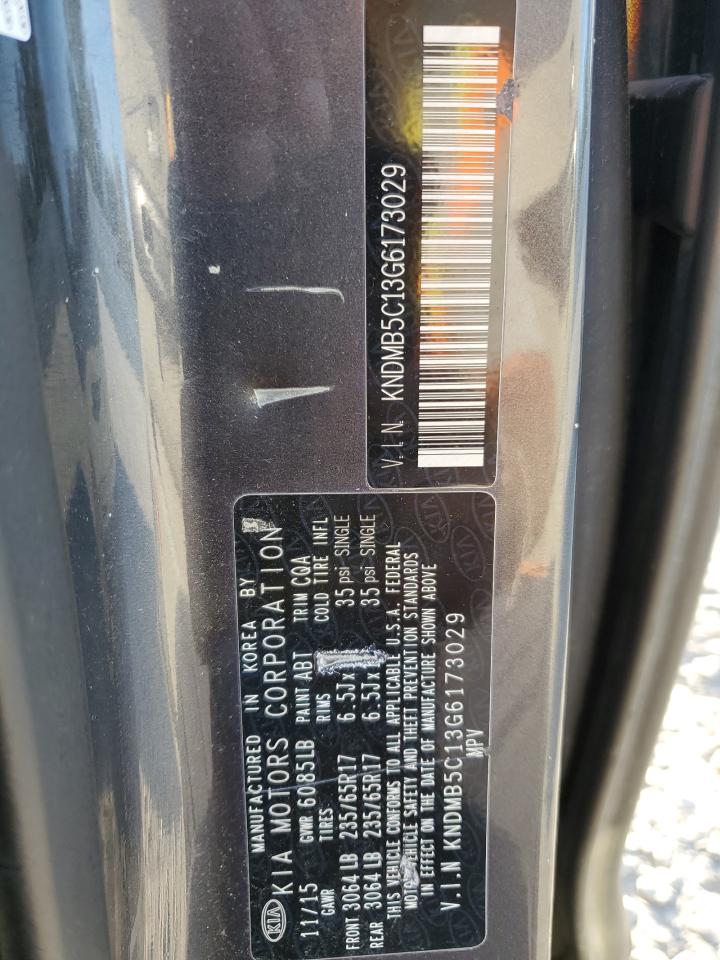 MANUFACTURED IN KOREA BY
KIA KIA MOTORS CORPORATION
11/15 GVWR 6085LB PAINT ABT TRIM CQA
GAWR TIRES RIMS COLD TIRE INFL
FRONT 3064 LB 235/65R17 6.5Jx 35 psi SINGLE
REAR 3064 LB 235/65R17 6.5Jx 35 psi SINGLE
THIS VEHICLE CONFORMS TO ALL APPLICABLE U.S.A. FEDERAL
MOTOR VEHICLE SAFETY AND THEFT PREVENTION STANDARDS
IN EFFECT ON THE DATE OF MANUFACTURE SHOWN ABOVE
V.I.N KNDMB5C13G6173029
MPV
V.I.N. KNDMB5C13G6173029